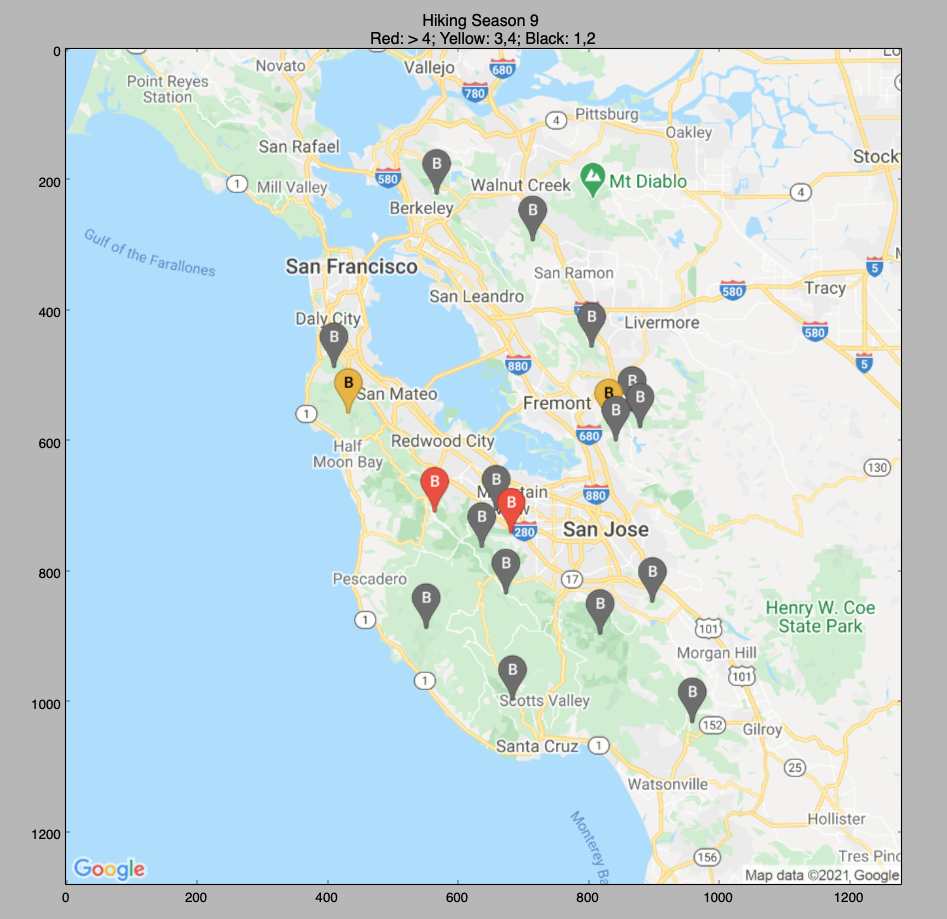 Hiking Season 9
Red: > 4; Yellow: 3,4; Black: 1,2
0
200
400
600
800
1000
1200
0
200
400
600
800
1000
1200
Novato
Vallejo
680
Point Reyes
Station
780
4
Pittsburg
Oakley
San Rafael
Stock
B
580
Walnut Creek
Mt Diablo
1
Mill Valley
4
Berkeley
B
Gulf of the Farallones
San Francisco
San Ramon
5
580
Tracy
San Leandro
B
Daly City
Livermore
580
B
880
5
B
San Mateo
B
B
B
Fremont
B
1
680
Half
Moon Bay
Redwood City
130
B
B
880
B
B
280
San Jose
B
Pescadero
17
B
B
B
Henry W. Coe
State Park
1
101
Morgan Hill
B
1
101
B
Scotts Valley
152
Gilroy
Santa Cruz
1
25
Watsonville
Hollister
Monterey Ba
156
Tres Pino
Google
Map data ©2021 Google